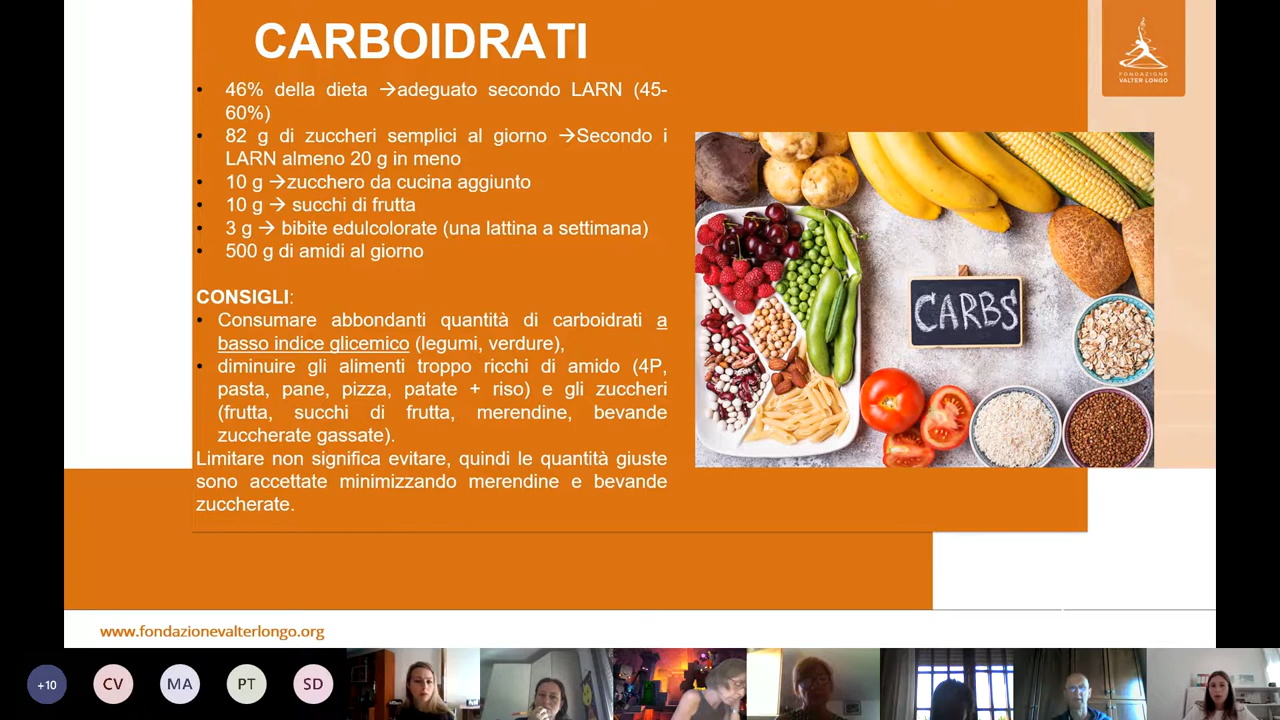 CARBOIDRATI
FONDAZIONE
VALTER LONGO
• 46% della dieta →adeguato secondo LARN (45-
60%)
• 82 g di zuccheri semplici al giorno →Secondo i
LARN almeno 20 g in meno
• 10 g →zucchero da cucina aggiunto
• 10 g → succhi di frutta
• 3 g → bibite edulcolorate (una lattina a settimana)
• 500 g di amidi al giorno
CONSIGLI:
• Consumare abbondanti quantità di carboidrati a
basso indice glicemico (legumi, verdure),
• diminuire gli alimenti troppo ricchi di amido (4P,
pasta, pane, pizza, patate + riso) e gli zuccheri
(frutta, succhi di frutta, merendine, bevande
zuccherate gassate).
Limitare non significa evitare, quindi le quantità giuste
sono accettate minimizzando merendine e bevande
zuccherate.
CARBS
www.fondazionevalterlongo.org
+10
CV
MA
PT
SD